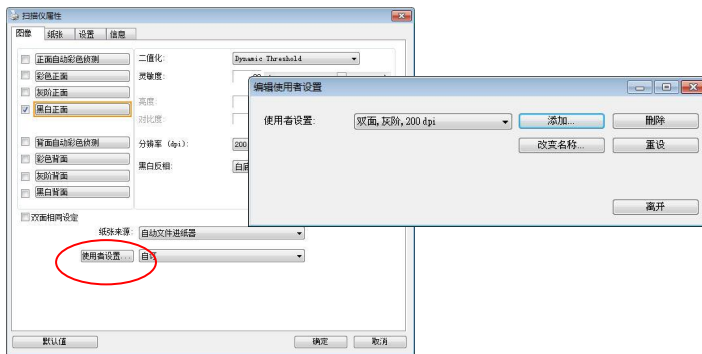 扫描仪属性
图像 纸张 设置 信息
正面自动彩色侦测
彩色正面
灰阶正面
黑白正面
背面自动彩色侦测
彩色背面
灰阶背面
黑白背面
二值化: Dynamic Threshold
灵敏度:
亮度:
对比度:
分辨率 (dpi): 200
黑白反相:
双面相同设定
纸张来源: 自动文件进纸器
使用者设置... 自订
默认值 确定 取消
编辑使用者设置
使用者设置: 双面,灰阶,200 dpi 添加... 删除
改变名称... 重设
离开